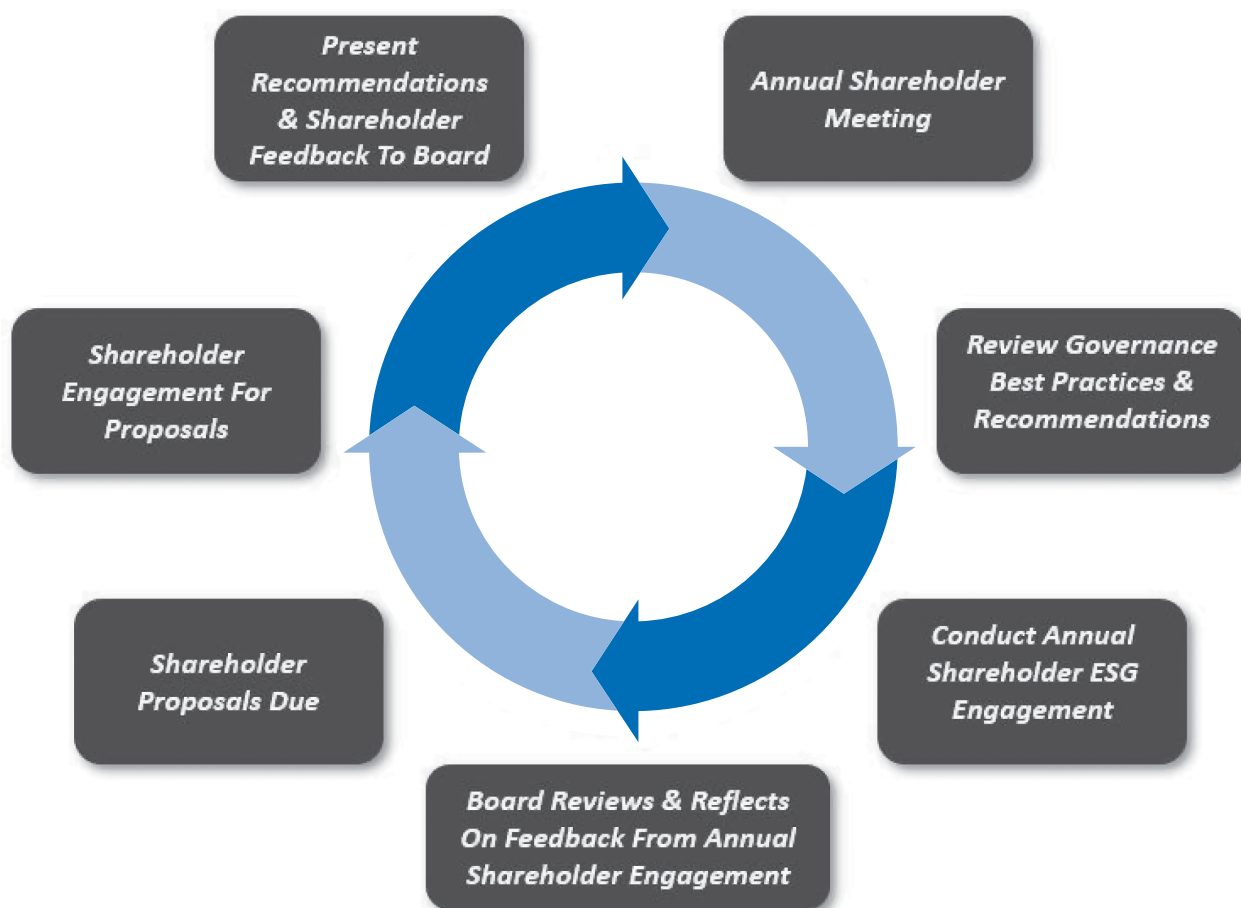 Present
Recommendations
& Shareholder
Feedback To Board
Annual Shareholder
Meeting
Review Governance
Best Practices &
Recommendations
Conduct Annual
Shareholder ESG
Engagement
Board Reviews & Reflects
On Feedback From Annual
Shareholder Engagement
Shareholder
Proposals Due
Shareholder
Engagement For
Proposals